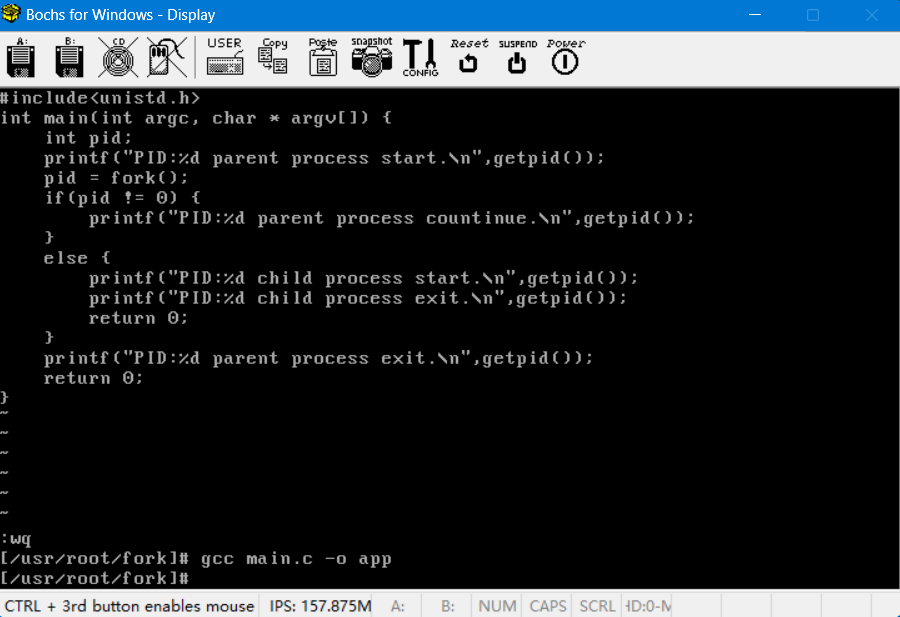 Bochs for Windows - Display
A: B: CD USER Copy Paste snapshot CONFIG Reset SUSPEND Power
#include<unistd.h>
int main(int argc, char * argv[]) {
    int pid;
    printf("PID:%d parent process start.\n",getpid());
    pid = fork();
    if(pid != 0) {
        printf("PID:%d parent process countinue.\n",getpid());
    }
    else {
        printf("PID:%d child process start.\n",getpid());
        printf("PID:%d child process exit.\n",getpid());
        return 0;
    }
    printf("PID:%d parent process exit.\n",getpid());
    return 0;
}
~
~
~
~
~
~
:wq
[/usr/root/fork]# gcc main.c -o app
[/usr/root/fork]#
CTRL + 3rd button enables mouse IPS: 157.875M A: B: NUM CAPS SCRL HD:0-M